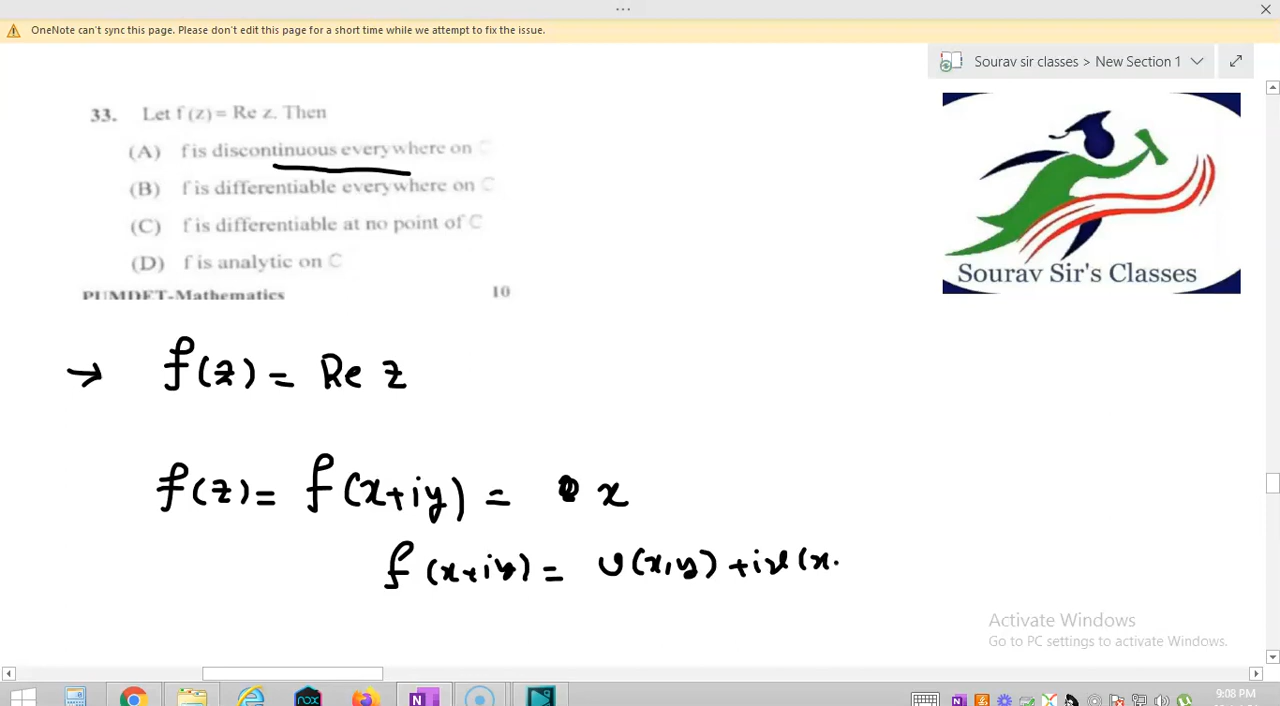 OneNote can't sync this page. Please don't edit this page for a short time while we attempt to fix the issue.
Sourav sir classes > New Section 1
33. Let f (z) = Re z. Then
(A) f is discontinuous everywhere on C
(B) f is differentiable everywhere on C
(C) f is differentiable at no point of C
(D) f is analytic on C
PUMDET-Mathematics 10
Sourav Sir's Classes
→ f(z) = Re z
f(z) = f(x+iy) = x
f(x+iy) = u(x,y) + iv(x,
Activate Windows
Go to PC settings to activate Windows.
nox
N
9:08 PM